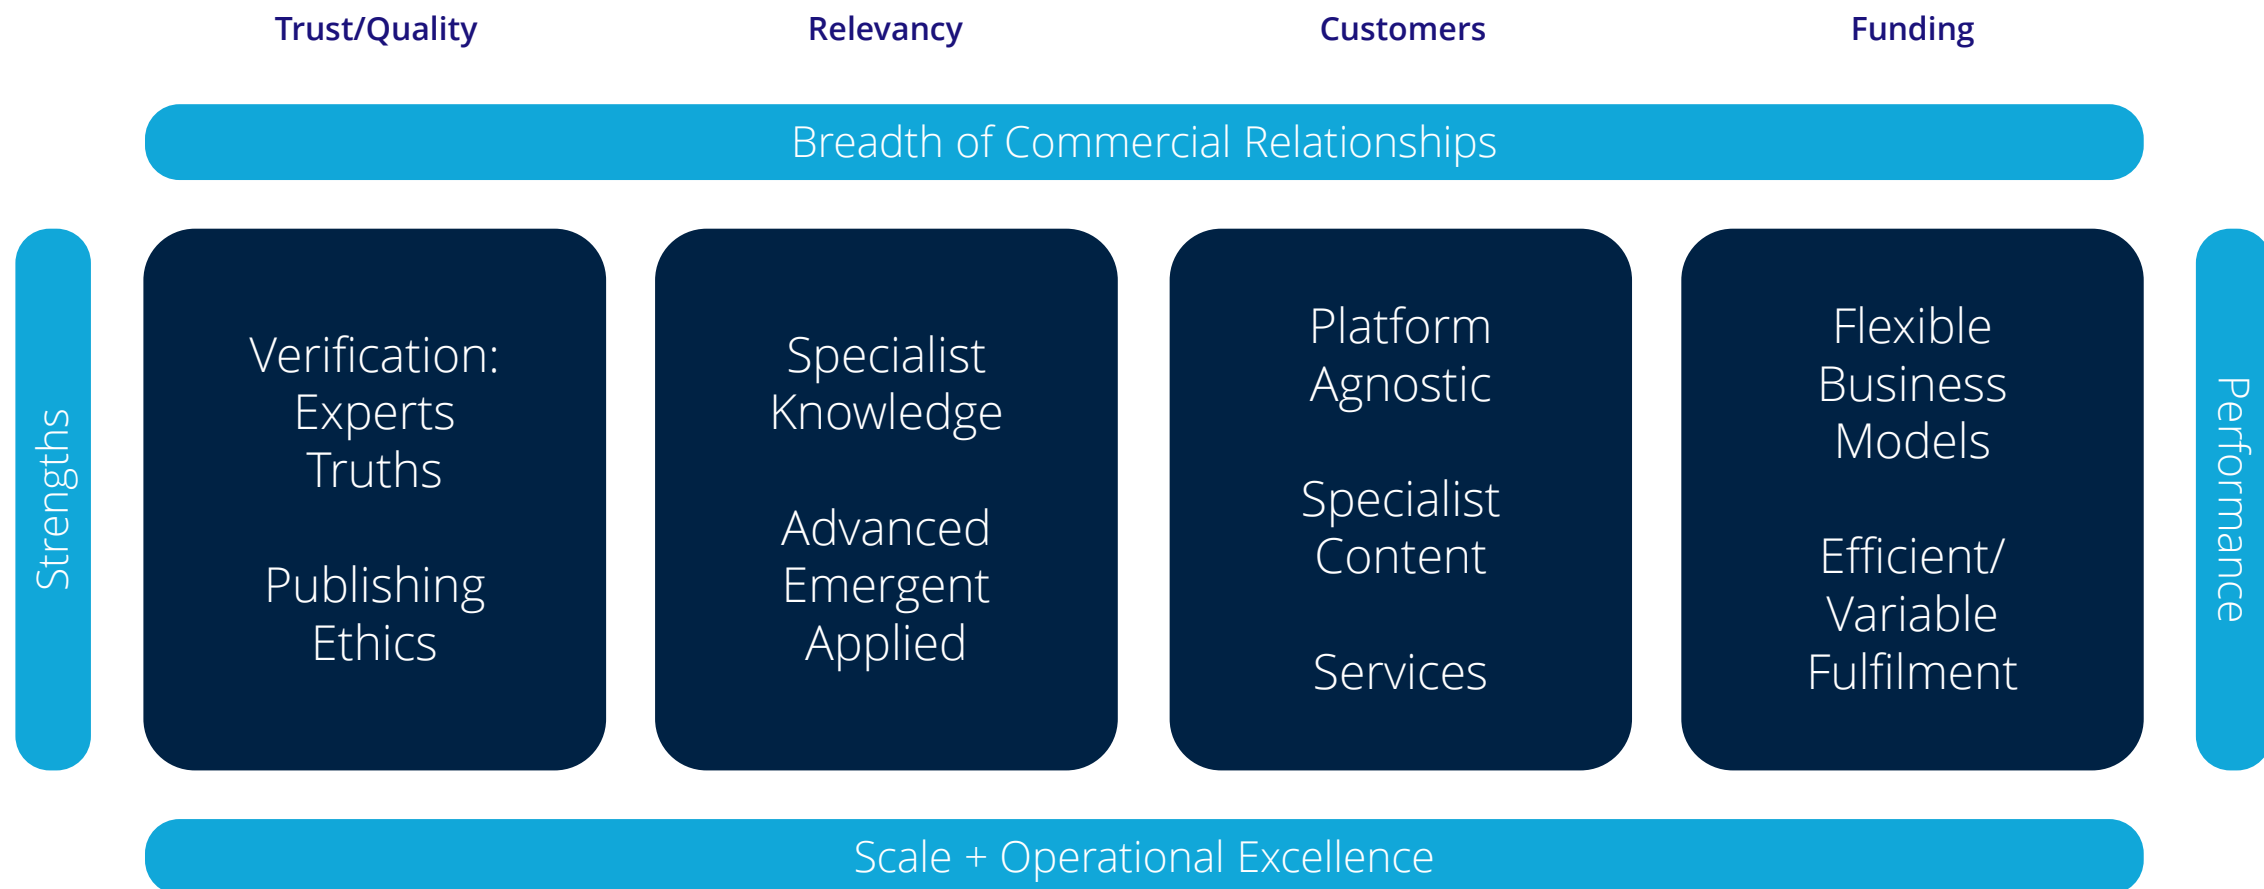 Trust/Quality
Relevancy
Customers
Funding
Breadth of Commercial Relationships
Strengths
Verification:
Experts
Truths
Publishing
Ethics
Specialist
Knowledge
Advanced
Emergent
Applied
Platform
Agnostic
Specialist
Content
Services
Flexible
Business
Models
Efficient/
Variable
Fulfilment
Performance
Scale + Operational Excellence